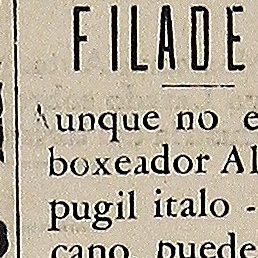 FILADE
Aunque no e
boxeador Al
pugil italo -
cano, puede